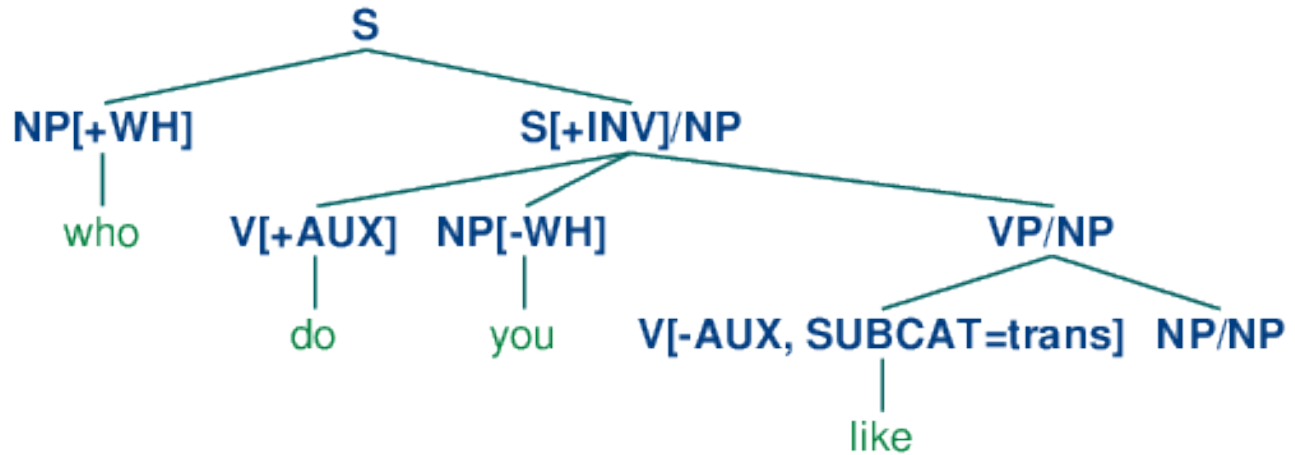 S
NP[+WH] S[+INV]/NP
who V[+AUX] NP[-WH] VP/NP
do you V[-AUX, SUBCAT=trans] NP/NP
like